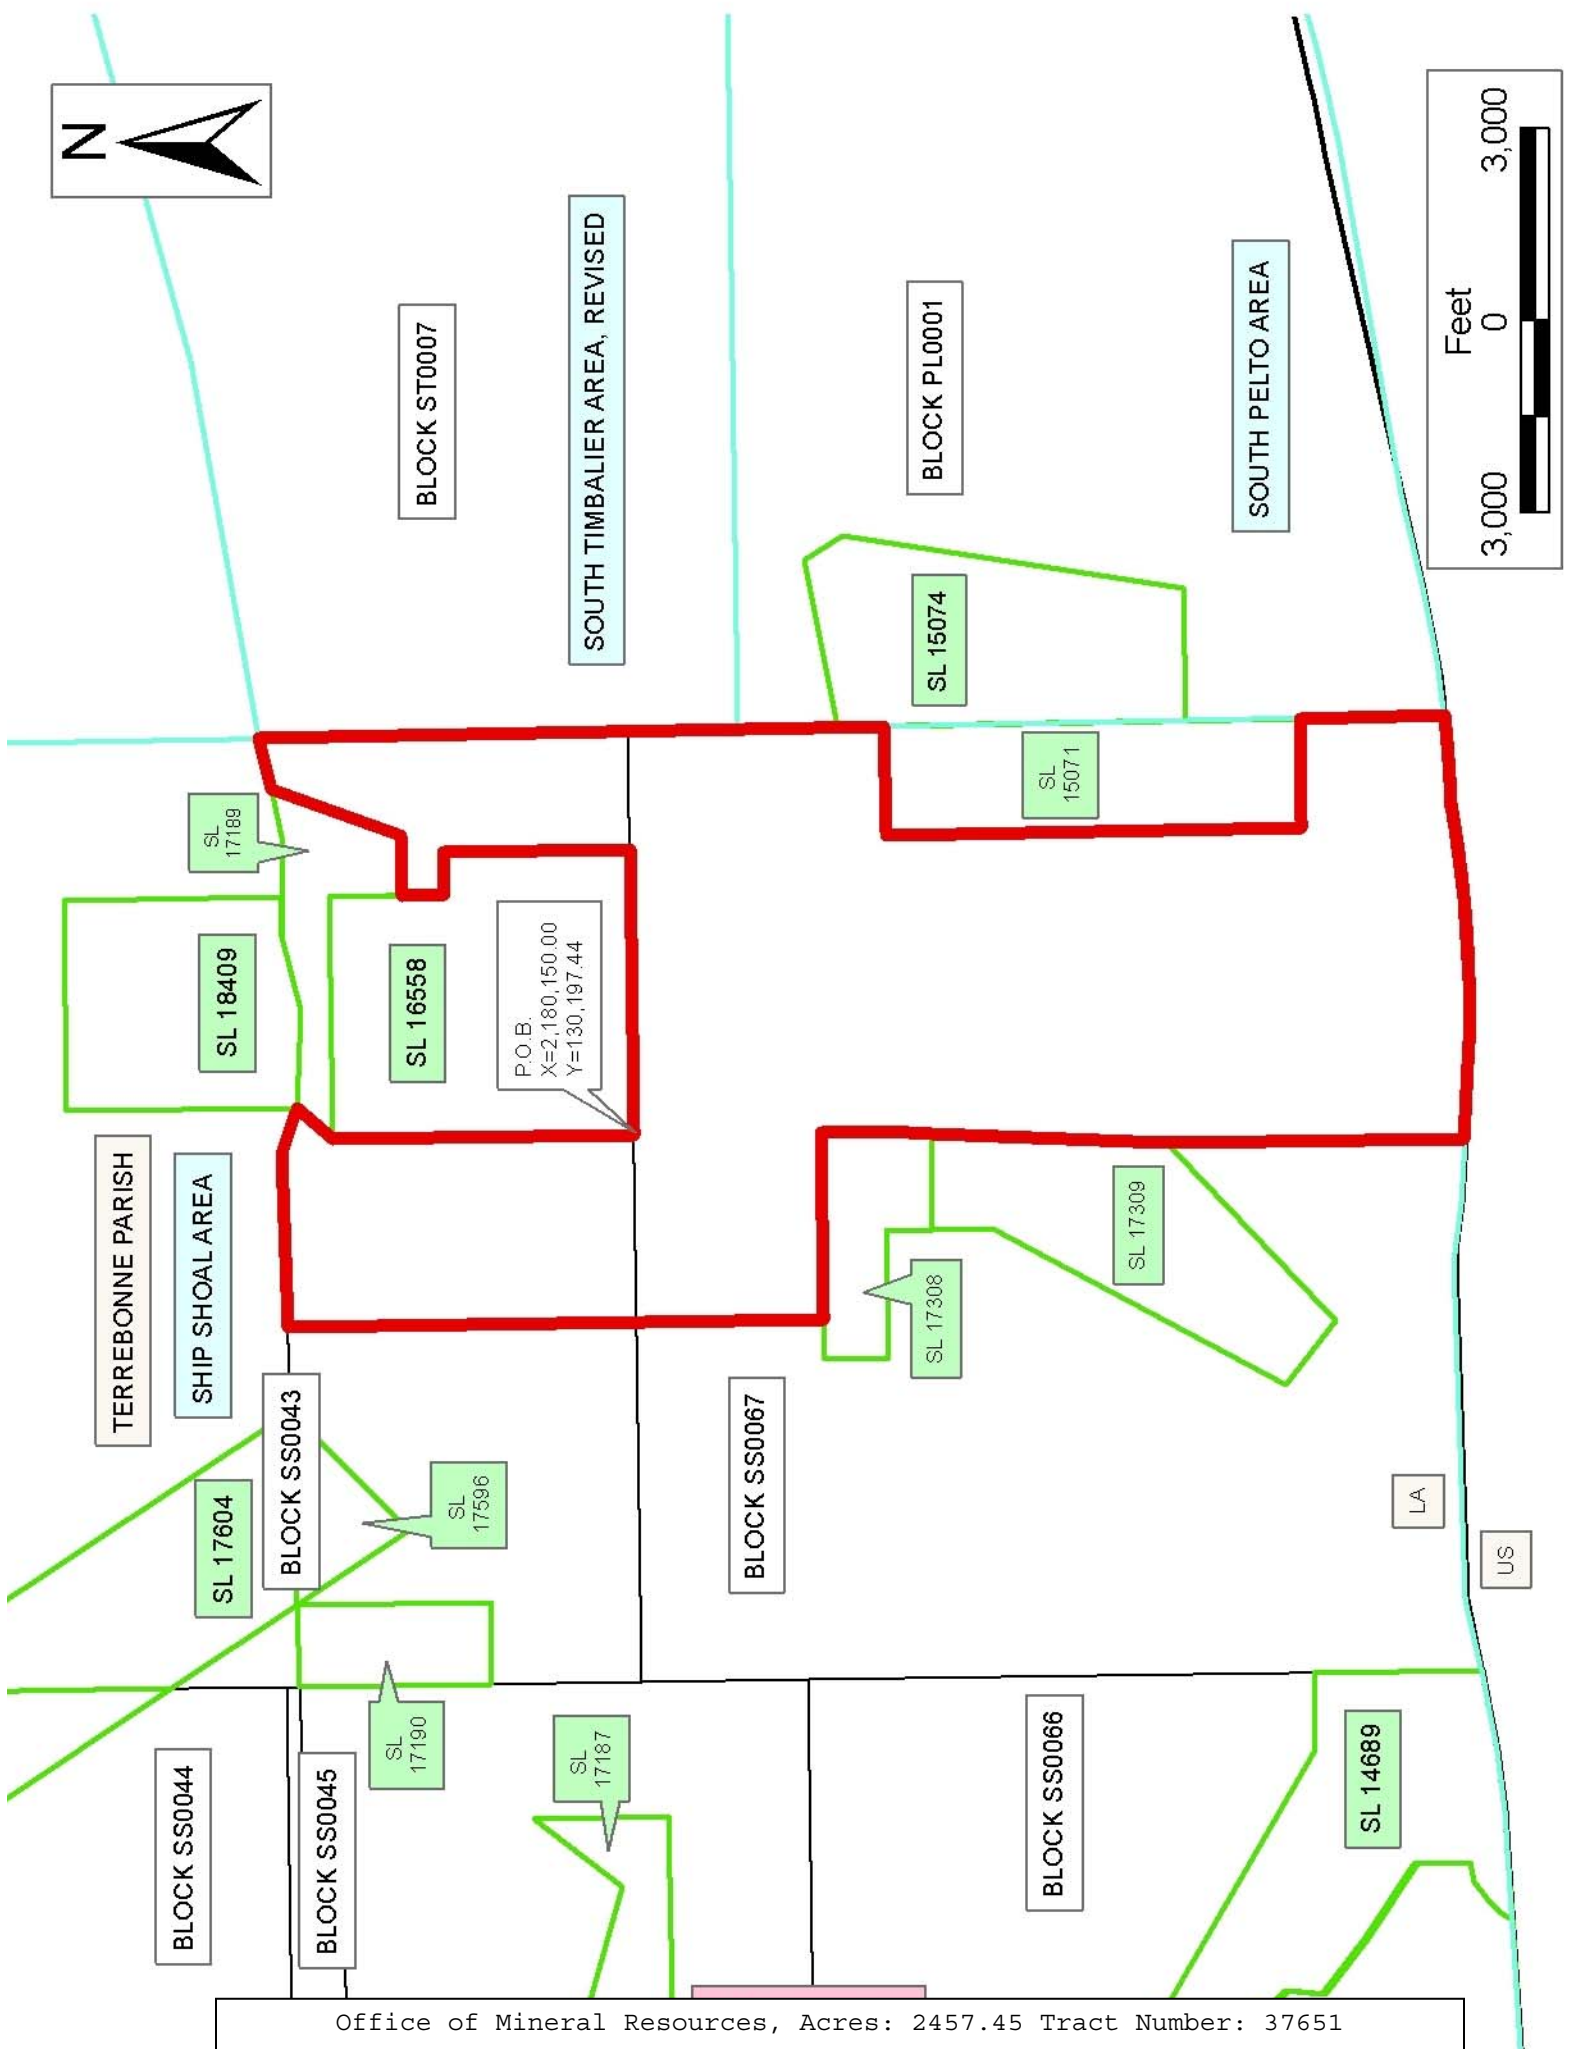 N
TERREBONNE PARISH
SHIP SHOAL AREA
SL 18409
SL
17189
SL 17604
BLOCK SS0044
BLOCK SS0043
BLOCK SS0045
SL
17190
SL
17596
SL 16558
BLOCK ST0007
P.O.B.
X=2,180,150.00
Y=130,197.44
SL
17187
SOUTH TIMBALIER AREA, REVISED
BLOCK SS0067
SL 17308
SL 15074
BLOCK PL0001
BLOCK SS0066
SL
15071
SL 17309
SOUTH PELTO AREA
SL 14689
LA
US
Feet
3,000 0 3,000
Office of Mineral Resources, Acres: 2457.45 Tract Number: 37651